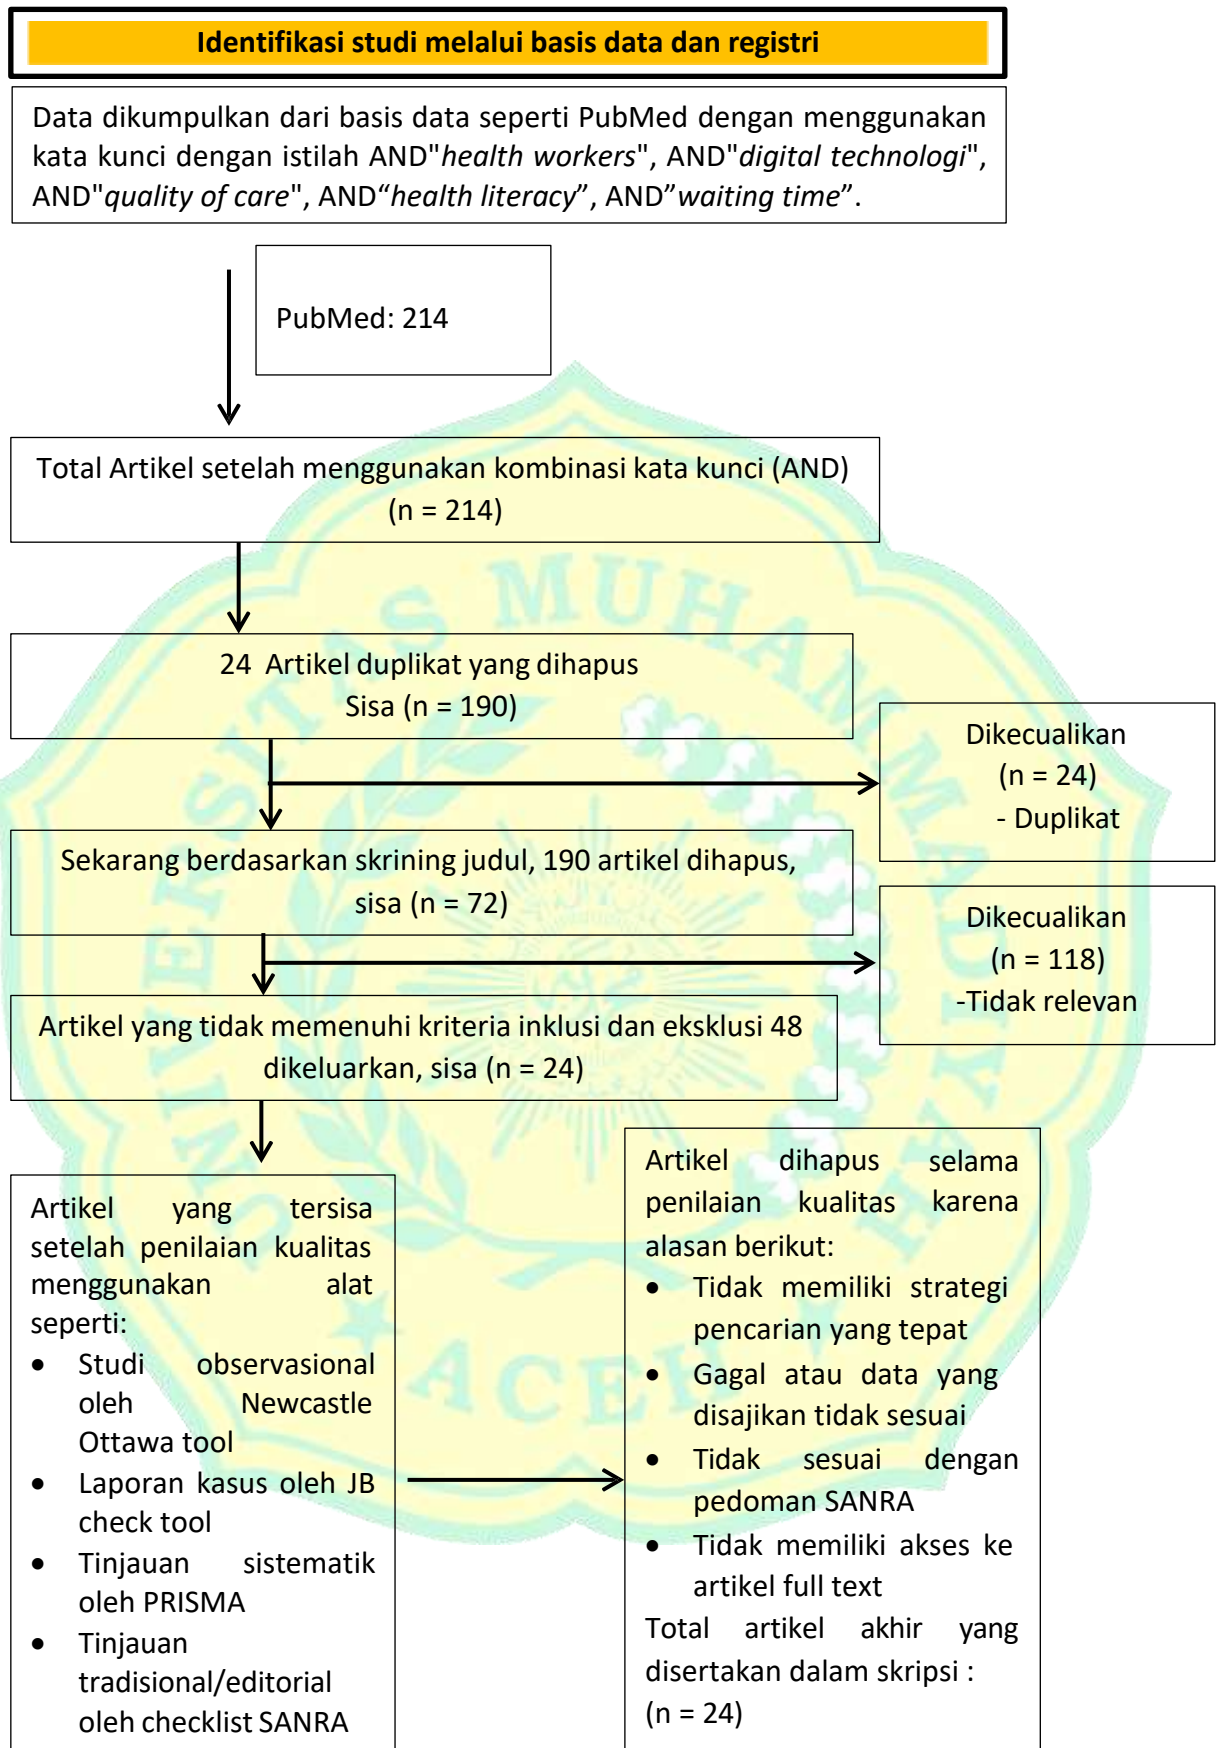 Identifikasi studi melalui basis data dan registri
Data dikumpulkan dari basis data seperti PubMed dengan menggunakan
kata kunci dengan istilah AND"health workers", AND"digital technologi",
AND"quality of care", AND“health literacy”, AND”waiting time”.
PubMed: 214
Total Artikel setelah menggunakan kombinasi kata kunci (AND)
(n = 214)
24 Artikel duplikat yang dihapus
Sisa (n = 190)
Dikecualikan
(n = 24)
- Duplikat
Sekarang berdasarkan skrining judul, 190 artikel dihapus,
sisa (n = 72)
Dikecualikan
(n = 118)
-Tidak relevan
Artikel yang tidak memenuhi kriteria inklusi dan eksklusi 48
dikeluarkan, sisa (n = 24)
Artikel yang tersisa
setelah penilaian kualitas
menggunakan alat
seperti:
• Studi observasional
oleh Newcastle
Ottawa tool
• Laporan kasus oleh JB
check tool
• Tinjauan sistematik
oleh PRISMA
• Tinjauan
tradisional/editorial
oleh checklist SANRA
Artikel dihapus selama
penilaian kualitas karena
alasan berikut:
• Tidak memiliki strategi
pencarian yang tepat
• Gagal atau data yang
disajikan tidak sesuai
• Tidak sesuai dengan
pedoman SANRA
• Tidak memiliki akses ke
artikel full text
Total artikel akhir yang
disertakan dalam skripsi :
(n = 24)
UNIVERSITAS MUHAMMADIYAH
ACEH